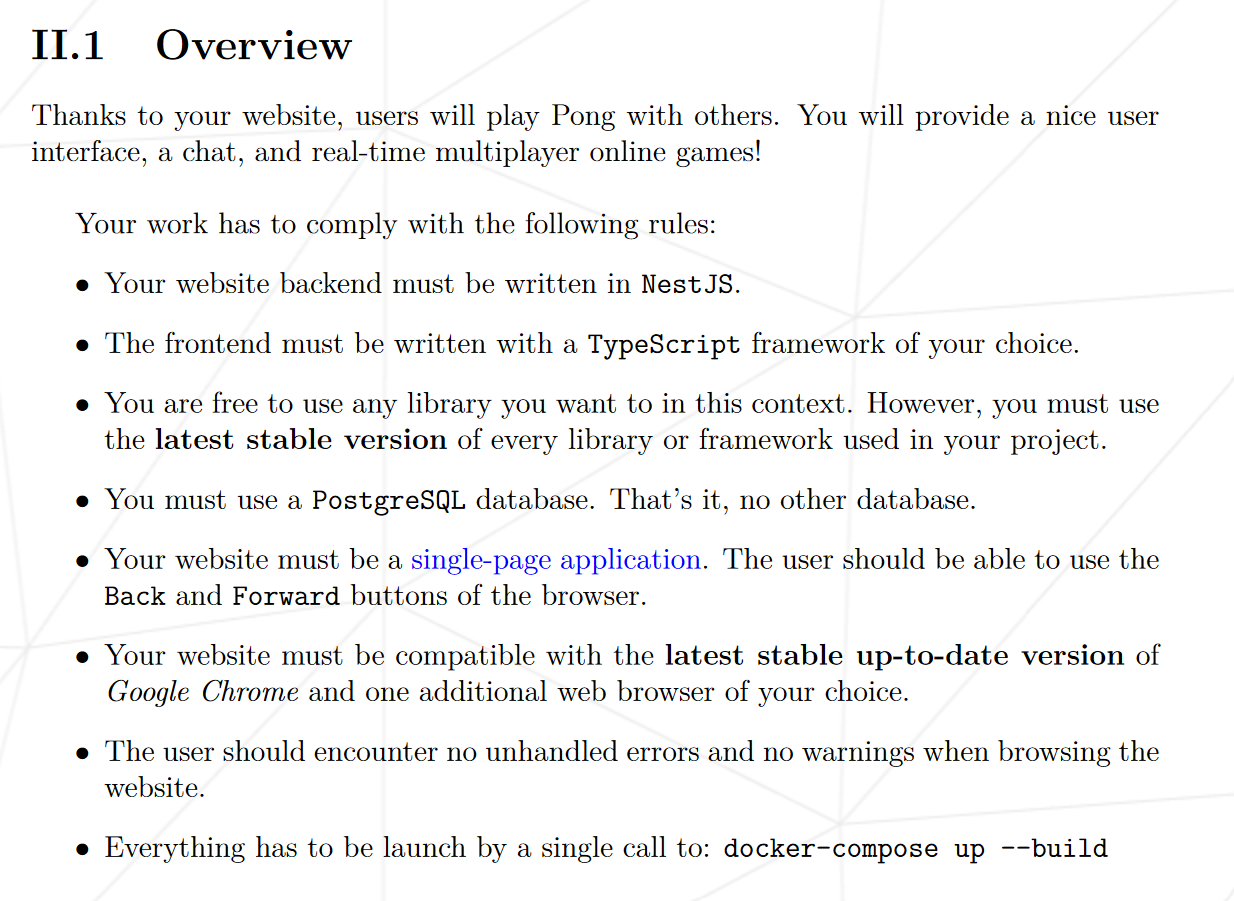 II.1 Overview
Thanks to your website, users will play Pong with others. You will provide a nice user
interface, a chat, and real-time multiplayer online games!
Your work has to comply with the following rules:
• Your website backend must be written in NestJS.
• The frontend must be written with a TypeScript framework of your choice.
• You are free to use any library you want to in this context. However, you must use
the latest stable version of every library or framework used in your project.
• You must use a PostgreSQL database. That's it, no other database.
• Your website must be a single-page application. The user should be able to use the
Back and Forward buttons of the browser.
• Your website must be compatible with the latest stable up-to-date version of
Google Chrome and one additional web browser of your choice.
• The user should encounter no unhandled errors and no warnings when browsing the
website.
• Everything has to be launch by a single call to: docker-compose up --build